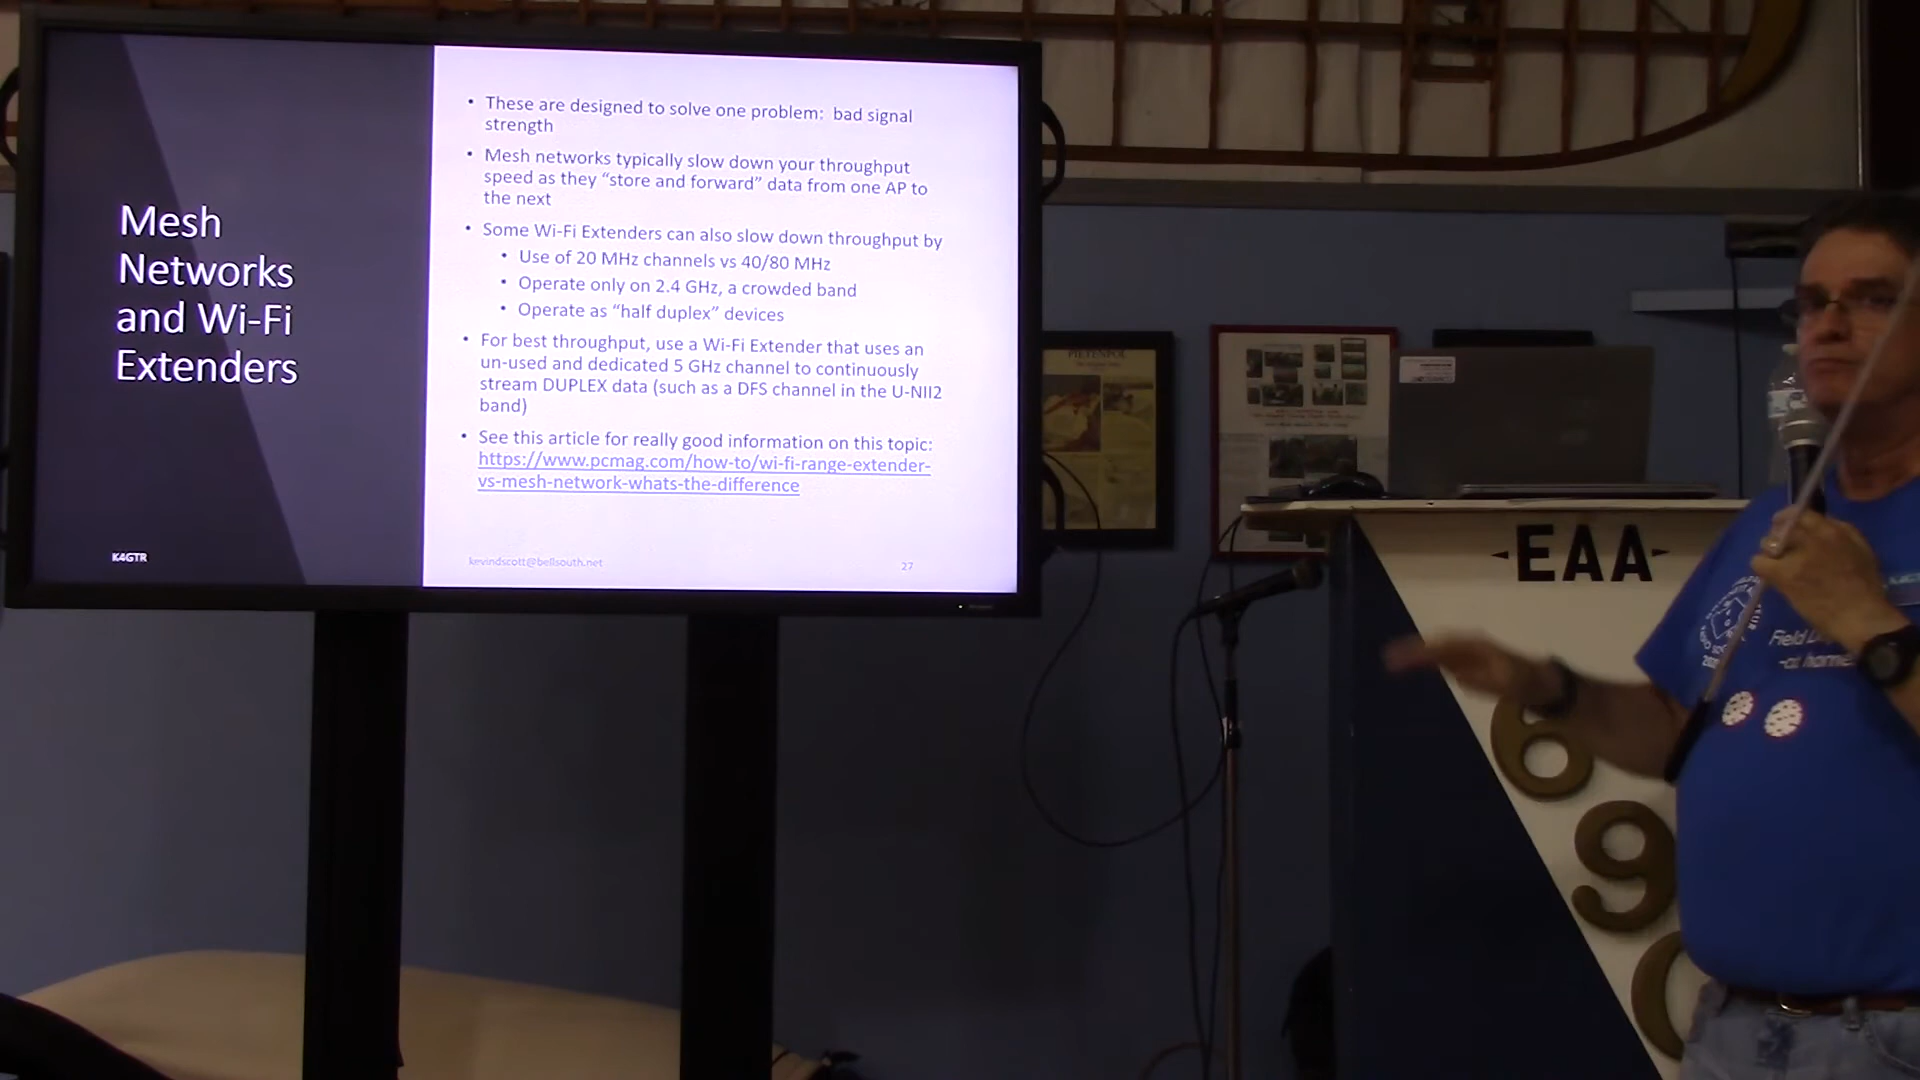 Mesh
Networks
and Wi-Fi
Extenders
K4GTR
• These are designed to solve one problem: bad signal
strength
• Mesh networks typically slow down your throughput
speed as they “store and forward” data from one AP to
the next
• Some Wi-Fi Extenders can also slow down throughput by
• Use of 20 MHz channels vs 40/80 MHz
• Operate only on 2.4 GHz, a crowded band
• Operate as “half duplex” devices
• For best throughput, use a Wi-Fi Extender that uses an
un-used and dedicated 5 GHz channel to continuously
stream DUPLEX data (such as a DFS channel in the U-NII2
band)
• See this article for really good information on this topic:
https://www.pcmag.com/how-to/wi-fi-range-extender-
vs-mesh-network-whats-the-difference
kevindscott@bellsouth.net
27
PIETENPOL
EAA
690
Field
-at home-